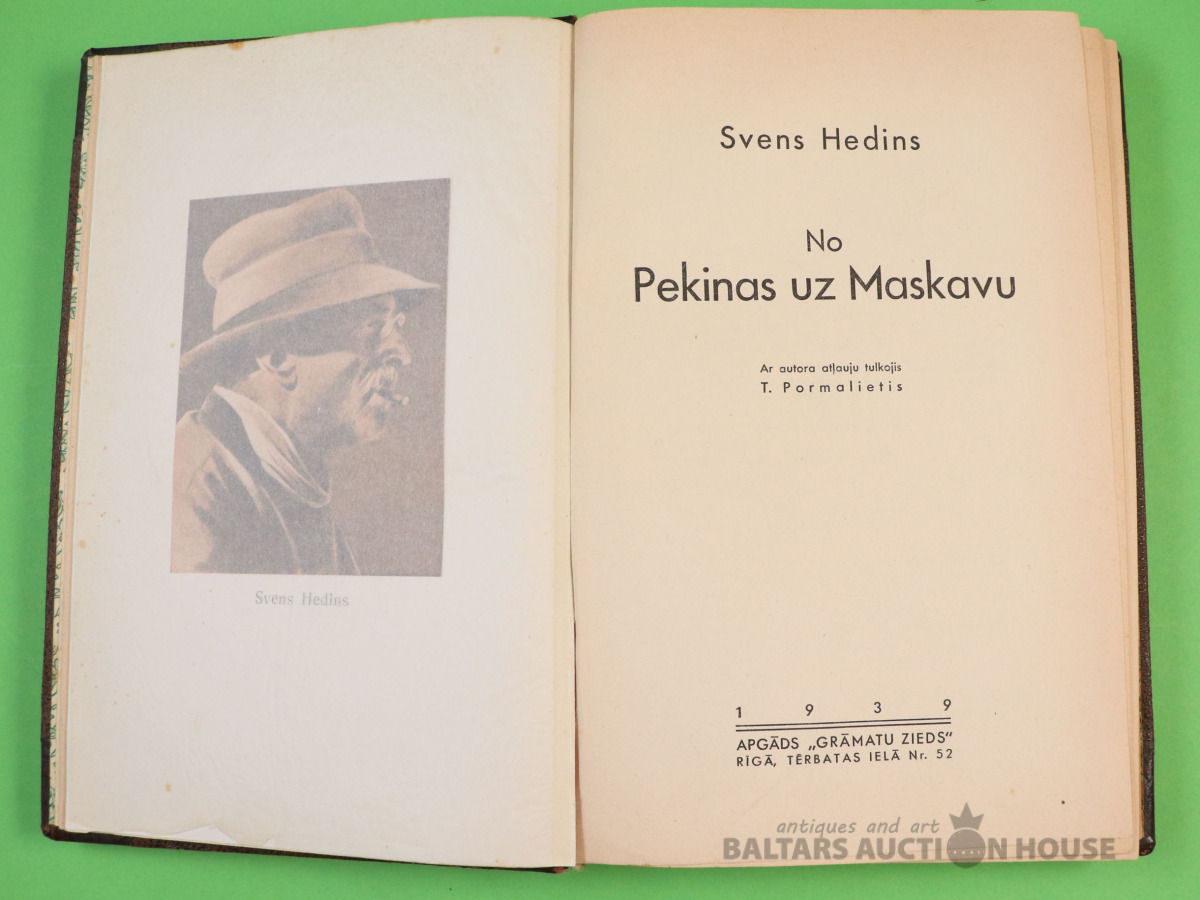 Svens Hedins
Svens Hedins
No
Pekinas uz Maskavu
Ar autora atļauju tulkojis
T. Pormalietis
1 9 3 9
APGĀDS „GRĀMATU ZIEDS“
RĪGĀ, TĒRBATAS IELĀ Nr. 52
antiques and art
BALTARS AUCTION HOUSE